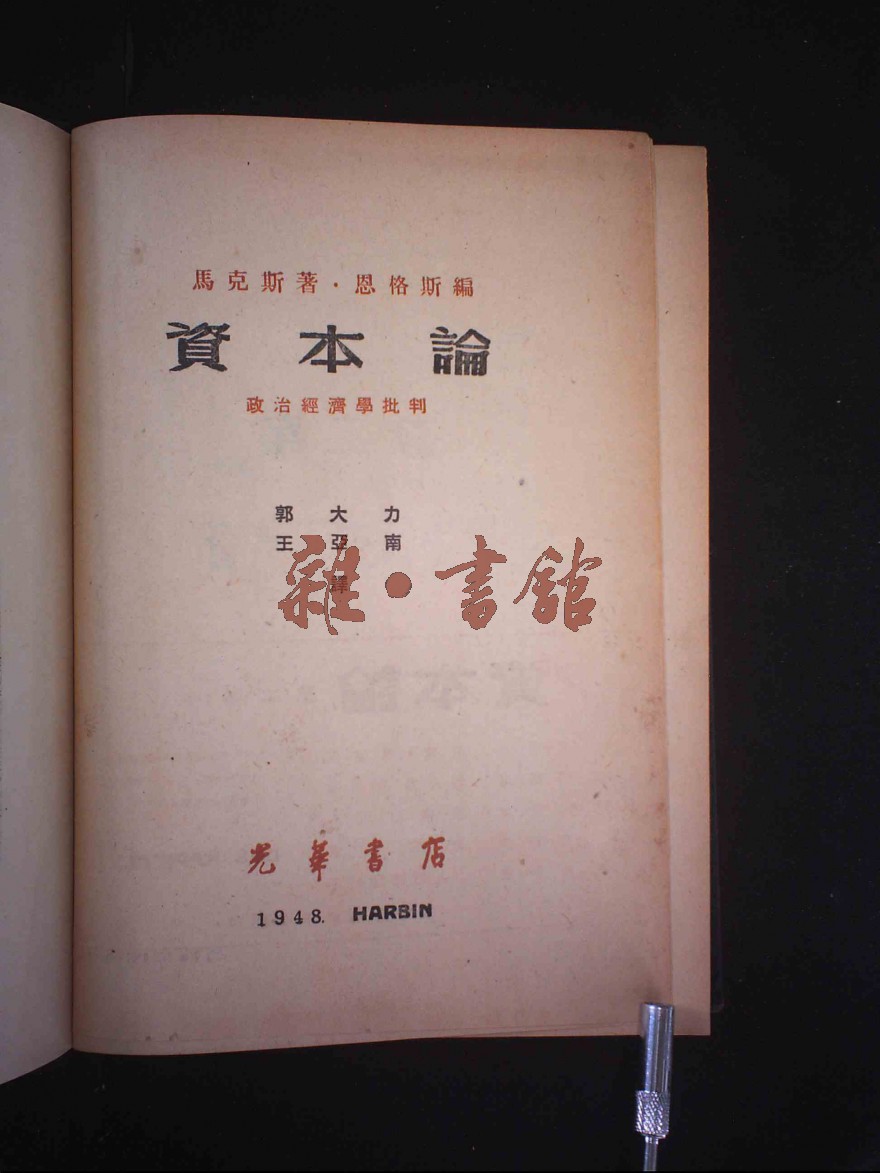 馬克斯著·恩格斯編
資本論
政治經濟學批判
郭大力
王亞南
譯
雜·書館
光華書店
1948. HARBIN